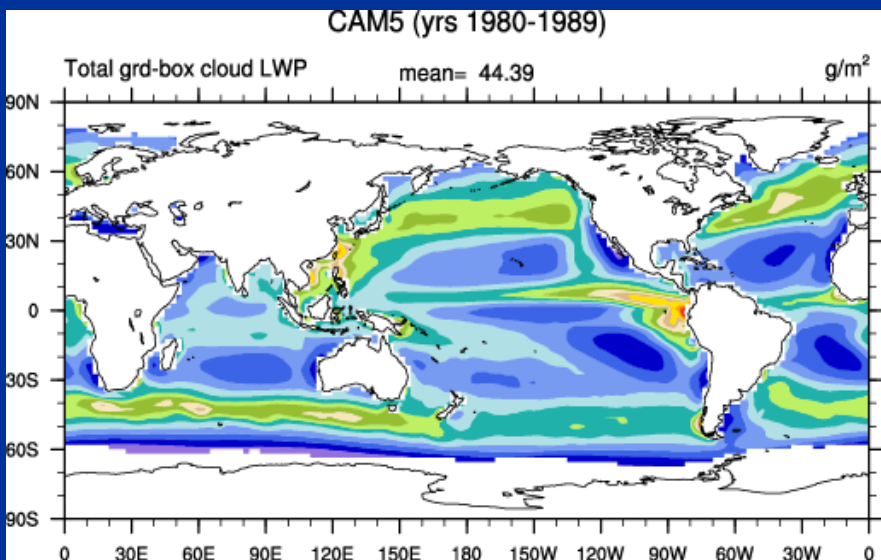 CAM5 (yrs 1980-1989)
Total grd-box cloud LWP mean= 44.39 g/m²
90N
60N
30N
0
30S
60S
90S
0 30E 60E 90E 120E 150E 180 150W 120W 90W 60W 30W 0